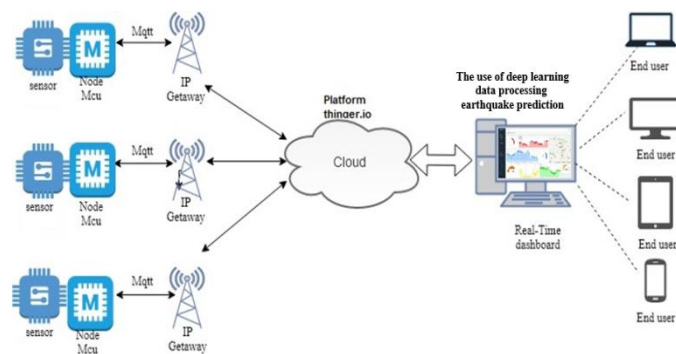 Mqtt
sensor
Node
Mcu
M
IP
Getaway
Mqtt
sensor
Node
Mcu
M
IP
Getaway
Mqtt
sensor
Node
Mcu
M
IP
Getaway
Platform
thinger.io
Cloud
The use of deep learning
data processing
earthquake prediction
Real-Time
dashboard
End user
End user
End user
End user